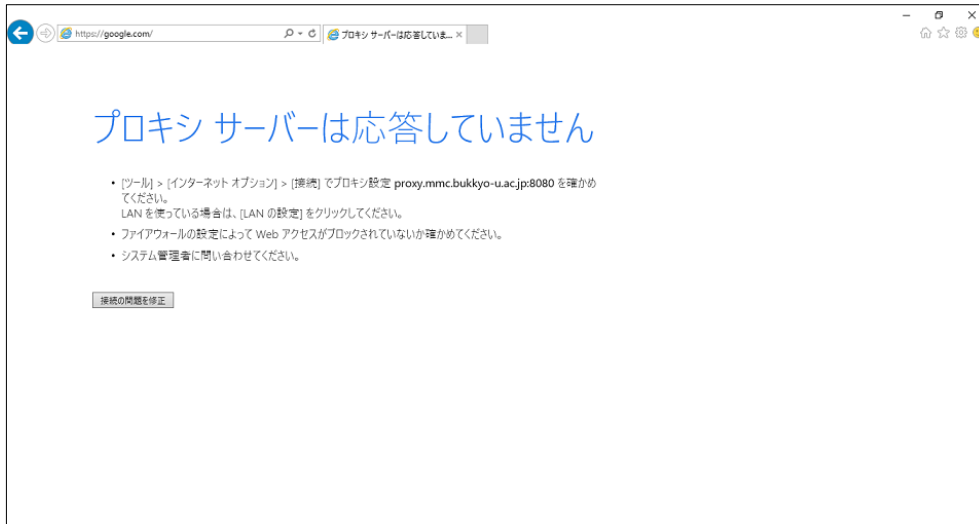 https://google.com/
プロキシ サーバーは応答していま...
プロキシ サーバーは応答していません
• [ツール] > [インターネット オプション] > [接続] でプロキシ設定 proxy.mmc.bukkyo-u.ac.jp:8080 を確かめ
てください。
LAN を使っている場合は、[LAN の設定] をクリックしてください。
• ファイアウォールの設定によって Web アクセスがブロックされていないか確かめてください。
• システム管理者に問い合わせてください。
接続の問題を修正